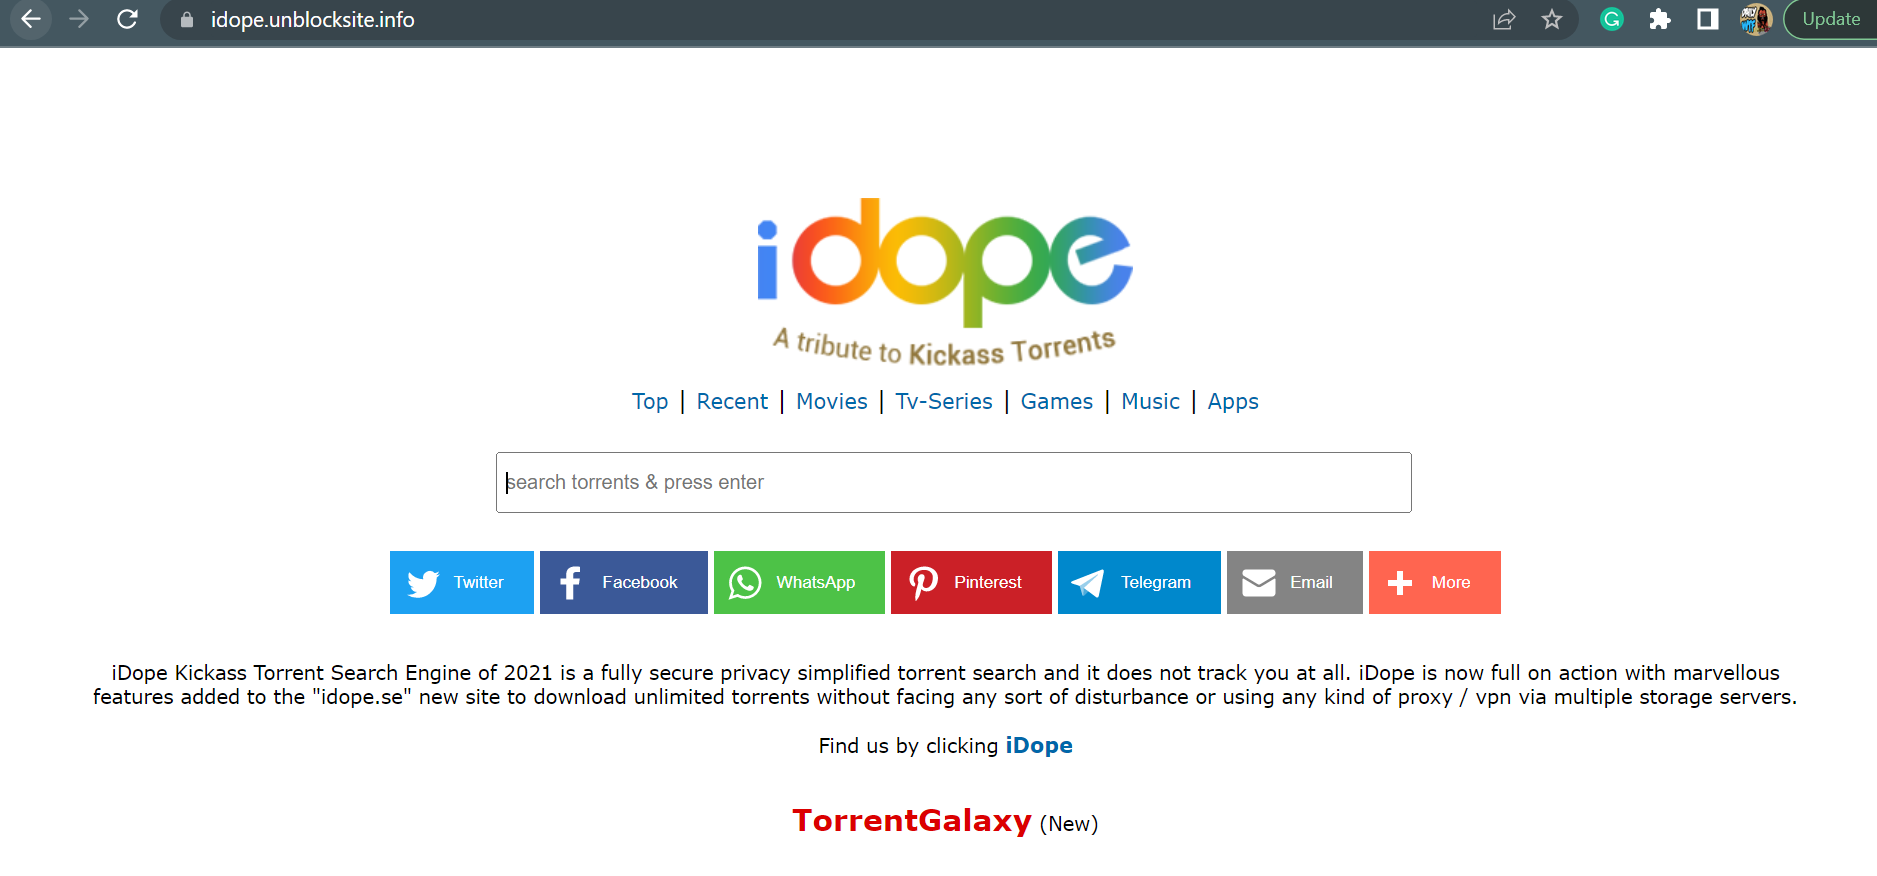 idope.unblocksite.info
Update
idope
A tribute to Kickass Torrents
Top | Recent | Movies | Tv-Series | Games | Music | Apps
search torrents & press enter
Twitter Facebook WhatsApp Pinterest Telegram Email More
iDope Kickass Torrent Search Engine of 2021 is a fully secure privacy simplified torrent search and it does not track you at all. iDope is now full on action with marvellous
features added to the "idope.se" new site to download unlimited torrents without facing any sort of disturbance or using any kind of proxy / vpn via multiple storage servers.
Find us by clicking iDope
TorrentGalaxy (New)